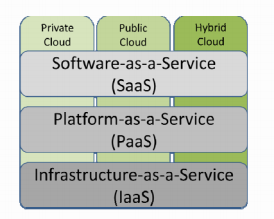 Private Cloud
Public Cloud
Hybrid Cloud
Software-as-a-Service
(SaaS)
Platform-as-a-Service
(PaaS)
Infrastructure-as-a-Service
(IaaS)